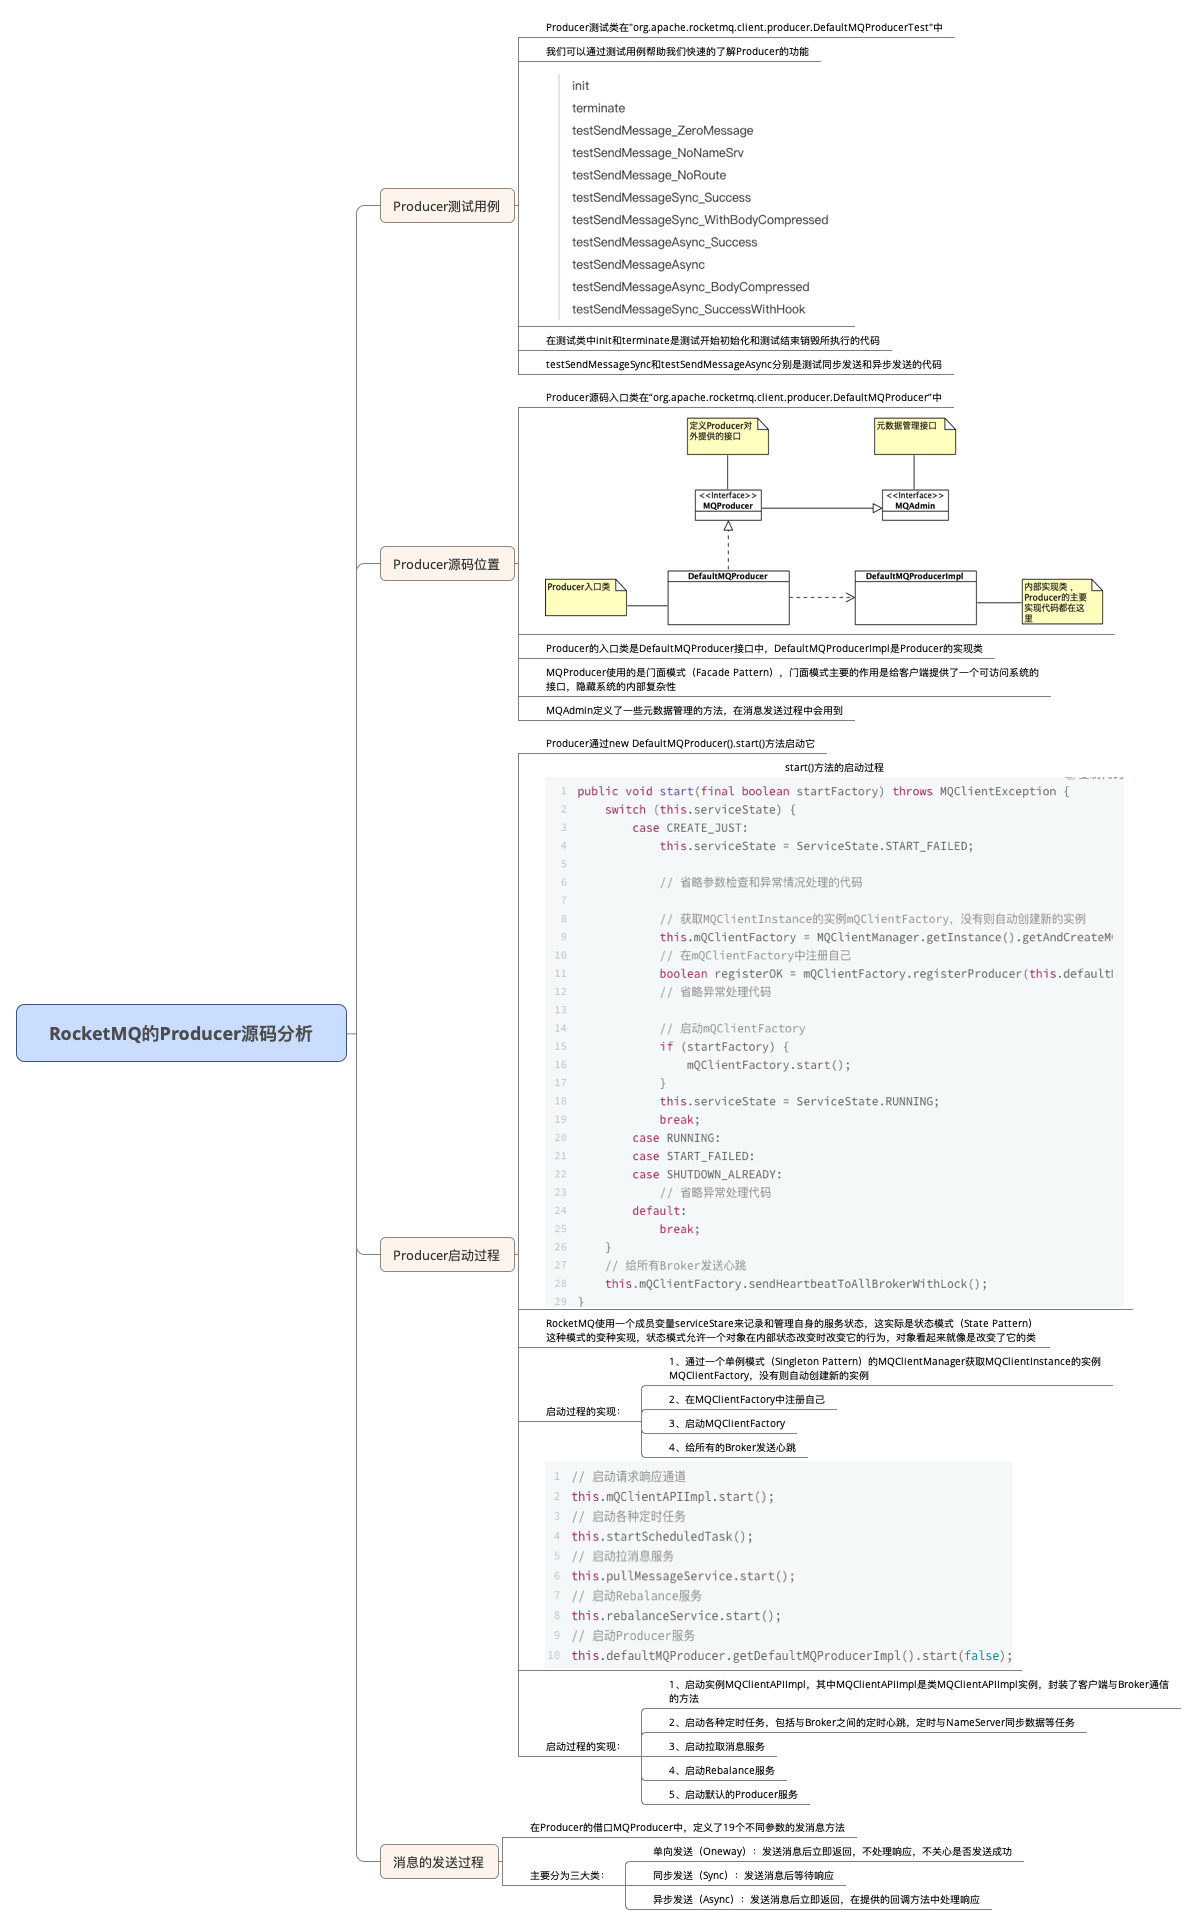 Producer测试类在"org.apache.rocketmq.client.producer.DefaultMQProducerTest"中
我们可以通过测试用例帮助我们快速的了解Producer的功能
init
terminate
testSendMessage_ZeroMessage
testSendMessage_NoNameSrv
testSendMessage_NoRoute
testSendMessageSync_Success
testSendMessageSync_WithBodyCompressed
testSendMessageAsync_Success
testSendMessageAsync
testSendMessageAsync_BodyCompressed
testSendMessageSync_SuccessWithHook
Producer测试用例
在测试类中init和terminate是测试开始初始化和测试结束销毁所执行的代码
testSendMessageSync和testSendMessageAsync分别是测试同步发送和异步发送的代码
Producer源码入口类在“org.apache.rocketmq.client.producer.DefaultMQProducer”中
定义Producer对
外提供的接口
元数据管理接口
<<Interface>>
MQProducer
<<Interface>>
MQAdmin
Producer源码位置
Producer入口类
DefaultMQProducer
DefaultMQProducerImpl
内部实现类，
Producer的主要
实现代码都在这
里
Producer的入口类是DefaultMQProducer接口中，DefaultMQProducerImpl是Producer的实现类
MQProducer使用的是门面模式（Facade Pattern），门面模式主要的作用是给客户端提供了一个可访问系统的
接口，隐藏系统的内部复杂性
MQAdmin定义了一些元数据管理的方法，在消息发送过程中会用到
Producer通过new DefaultMQProducer().start()方法启动它
start()方法的启动过程
1 public void start(final boolean startFactory) throws MQClientException {
2 switch (this.serviceState) {
3 case CREATE_JUST:
4 this.serviceState = ServiceState.START_FAILED;
5
6 // 省略参数检查和异常情况处理的代码
7
8 // 获取MQClientInstance的实例mQClientFactory，没有则自动创建新的实例
9 this.mQClientFactory = MQClientManager.getInstance().getAndCreateM
10 // 在mQClientFactory中注册自己
11 boolean registerOK = mQClientFactory.registerProducer(this.default
12 // 省略异常处理代码
13
14 // 启动mQClientFactory
15 if (startFactory) {
16 mQClientFactory.start();
17 }
18 this.serviceState = ServiceState.RUNNING;
19 break;
20 case RUNNING:
21 case START_FAILED:
22 case SHUTDOWN_ALREADY:
23 // 省略异常处理代码
24 default:
25 break;
26 }
27 // 给所有Broker发送心跳
28 this.mQClientFactory.sendHeartbeatToAllBrokerWithLock();
29 }
RocketMQ的Producer源码分析
Producer启动过程
RocketMQ使用一个成员变量serviceStare来记录和管理自身的服务状态，这实际是状态模式（State Pattern）
这种模式的变种实现，状态模式允许一个对象在内部状态改变时改变它的行为，对象看起来就像是改变了它的类
启动过程的实现：
1、通过一个单例模式（Singleton Pattern）的MQClientManager获取MQClientInstance的实例
MQClientFactory，没有则自动创建新的实例
2、在MQClientFactory中注册自己
3、启动MQClientFactory
4、给所有的Broker发送心跳
1 // 启动请求响应通道
2 this.mQClientAPIImpl.start();
3 // 启动各种定时任务
4 this.startScheduledTask();
5 // 启动拉消息服务
6 this.pullMessageService.start();
7 // 启动Rebalance服务
8 this.rebalanceService.start();
9 // 启动Producer服务
10 this.defaultMQProducer.getDefaultMQProducerImpl().start(false);
启动过程的实现：
1、启动实例MQClientAPIImpl，其中MQClientAPIImpl是类MQClientAPIImpl实例，封装了客户端与Broker通信
的方法
2、启动各种定时任务，包括与Broker之间的定时心跳，定时与NameServer同步数据等任务
3、启动拉取消息服务
4、启动Rebalance服务
5、启动默认的Producer服务
消息的发送过程
在Producer的借口MQProducer中，定义了19个不同参数的发消息方法
主要分为三大类：
单向发送（Oneway）：发送消息后立即返回，不处理响应，不关心是否发送成功
同步发送（Sync）：发送消息后等待响应
异步发送（Async）：发送消息后立即返回，在提供的回调方法中处理响应